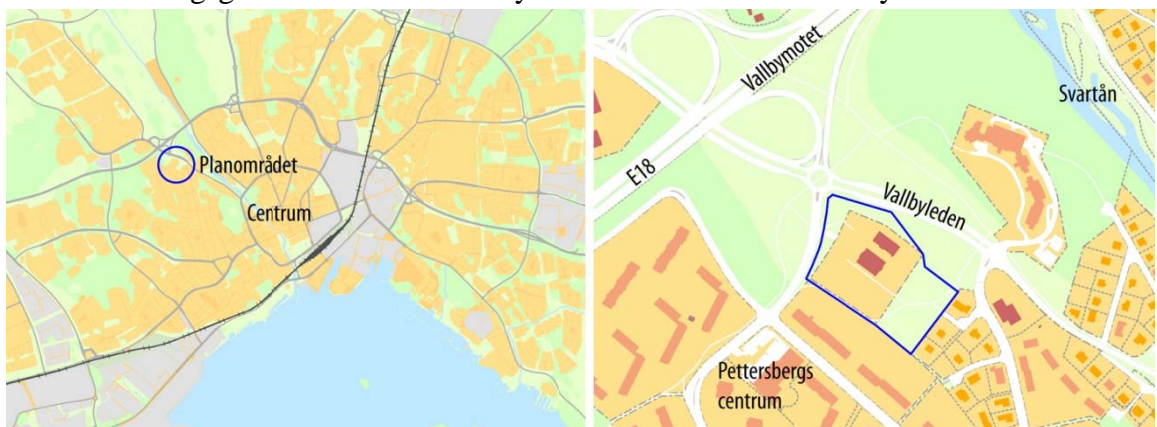 Planområdet
Centrum
Vallbymotet
Svartån
E18
Vallbyleden
Pettersbergs
centrum